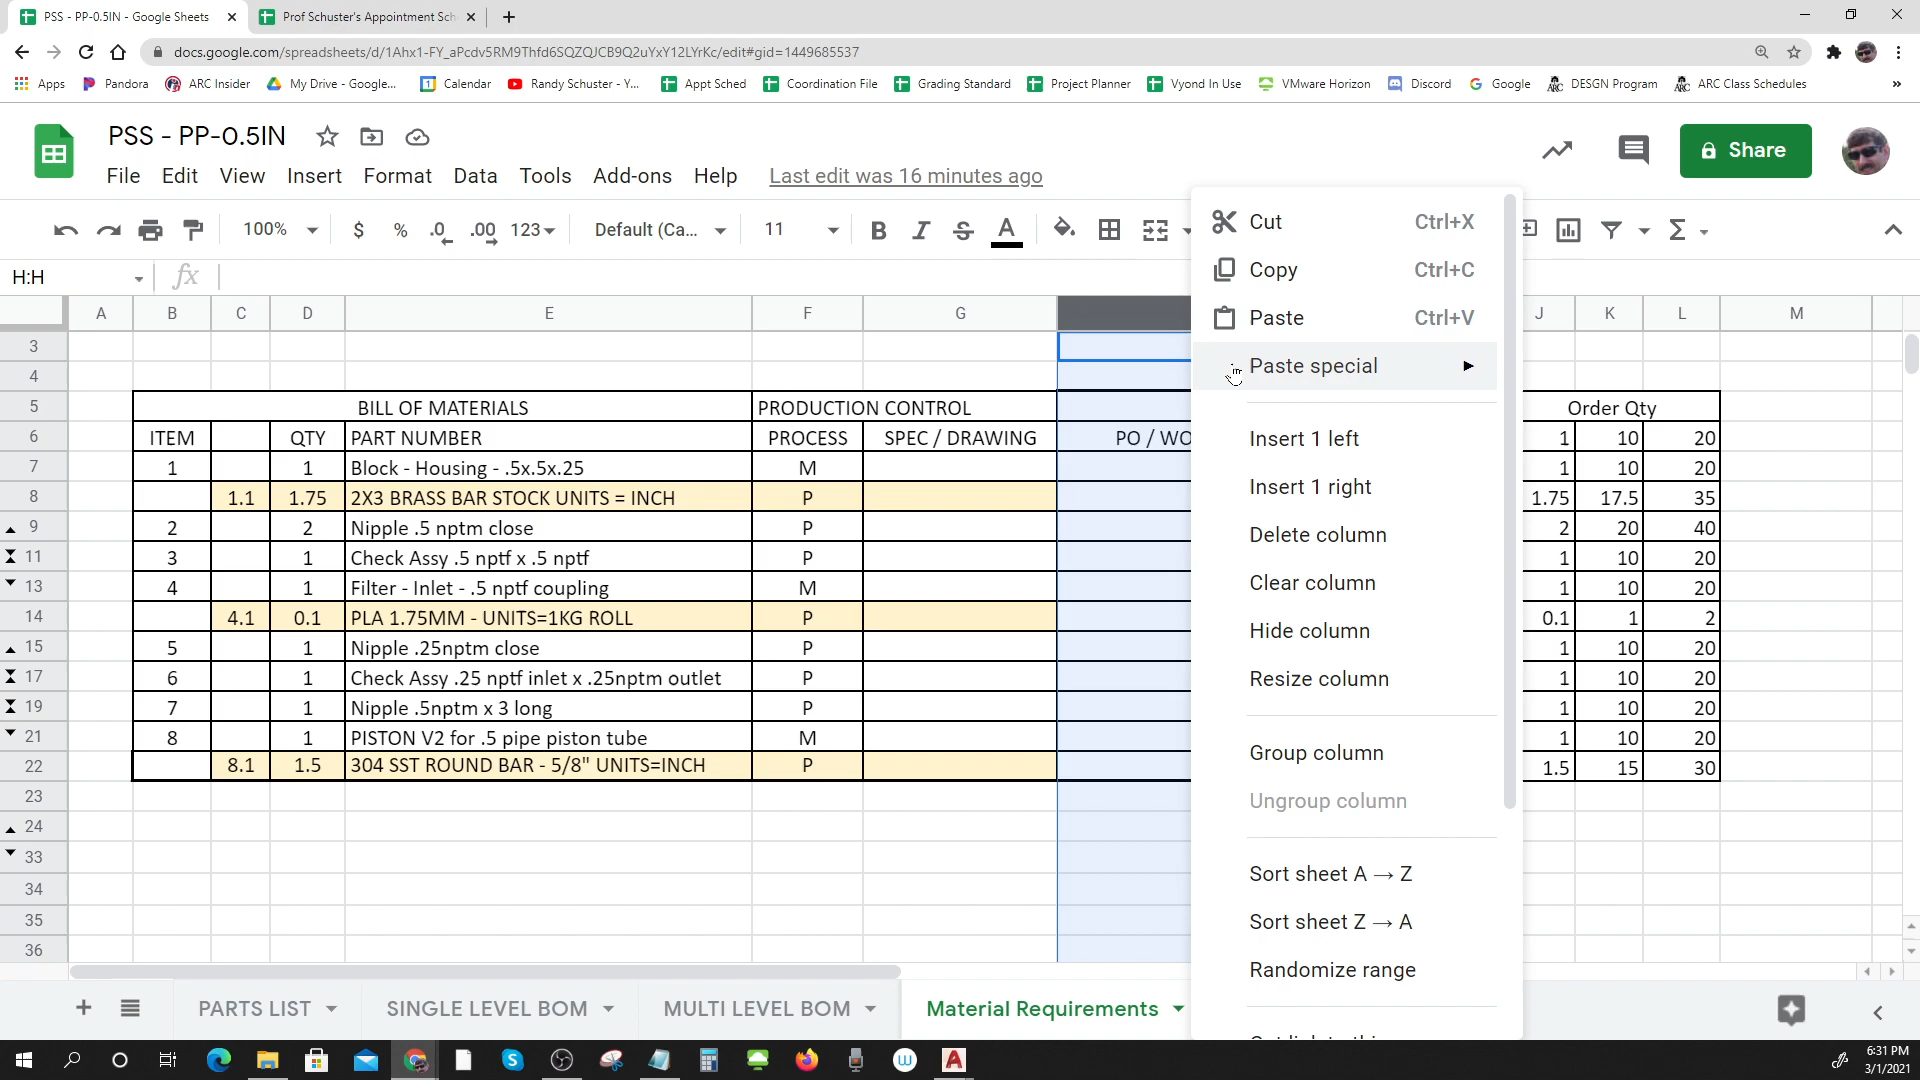 PSS - PP-0.5IN - Google Sheets
Prof Schuster's Appointment Sch
docs.google.com/spreadsheets/d/1Ahx1-FY_aPcdv5RM9Thfd6SQZQJCB9Q2uYxY12LYrKc/edit#gid=1449685537
Apps Pandora ARC Insider My Drive - Google... Calendar Randy Schuster - Y... Appt Sched Coordination File Grading Standard Project Planner Vyond In Use VMware Horizon Discord Google DESGN Program ARC Class Schedules »
PSS - PP-0.5IN
Share
File Edit View Insert Format Data Tools Add-ons Help Last edit was 16 minutes ago
100% $ % .0 .00 123 Default (Ca... 11 B I S A Σ
H:H fx
A B C D E F G J K L M
3
4
5 BILL OF MATERIALS PRODUCTION CONTROL Order Qty
6 ITEM QTY PART NUMBER PROCESS SPEC / DRAWING PO / WO 1 10 20
7 1 1 Block - Housing - .5x.5x.25 M 1 10 20
8 1.1 1.75 2X3 BRASS BAR STOCK UNITS = INCH P 1.75 17.5 35
9 2 2 Nipple .5 nptm close P 2 20 40
11 3 1 Check Assy .5 nptf x .5 nptf P 1 10 20
13 4 1 Filter - Inlet - .5 nptf coupling M 1 10 20
14 4.1 0.1 PLA 1.75MM - UNITS=1KG ROLL P 0.1 1 2
15 5 1 Nipple .25nptm close P 1 10 20
17 6 1 Check Assy .25 nptf inlet x .25nptm outlet P 1 10 20
19 7 1 Nipple .5nptm x 3 long P 1 10 20
21 8 1 PISTON V2 for .5 pipe piston tube M 1 10 20
22 8.1 1.5 304 SST ROUND BAR - 5/8" UNITS=INCH P 1.5 15 30
23
24
33
34
35
36
Cut Ctrl+X
Copy Ctrl+C
Paste Ctrl+V
Paste special
Insert 1 left
Insert 1 right
Delete column
Clear column
Hide column
Resize column
Group column
Ungroup column
Sort sheet A → Z
Sort sheet Z → A
Randomize range
PARTS LIST SINGLE LEVEL BOM MULTI LEVEL BOM Material Requirements
6:31 PM
3/1/2021